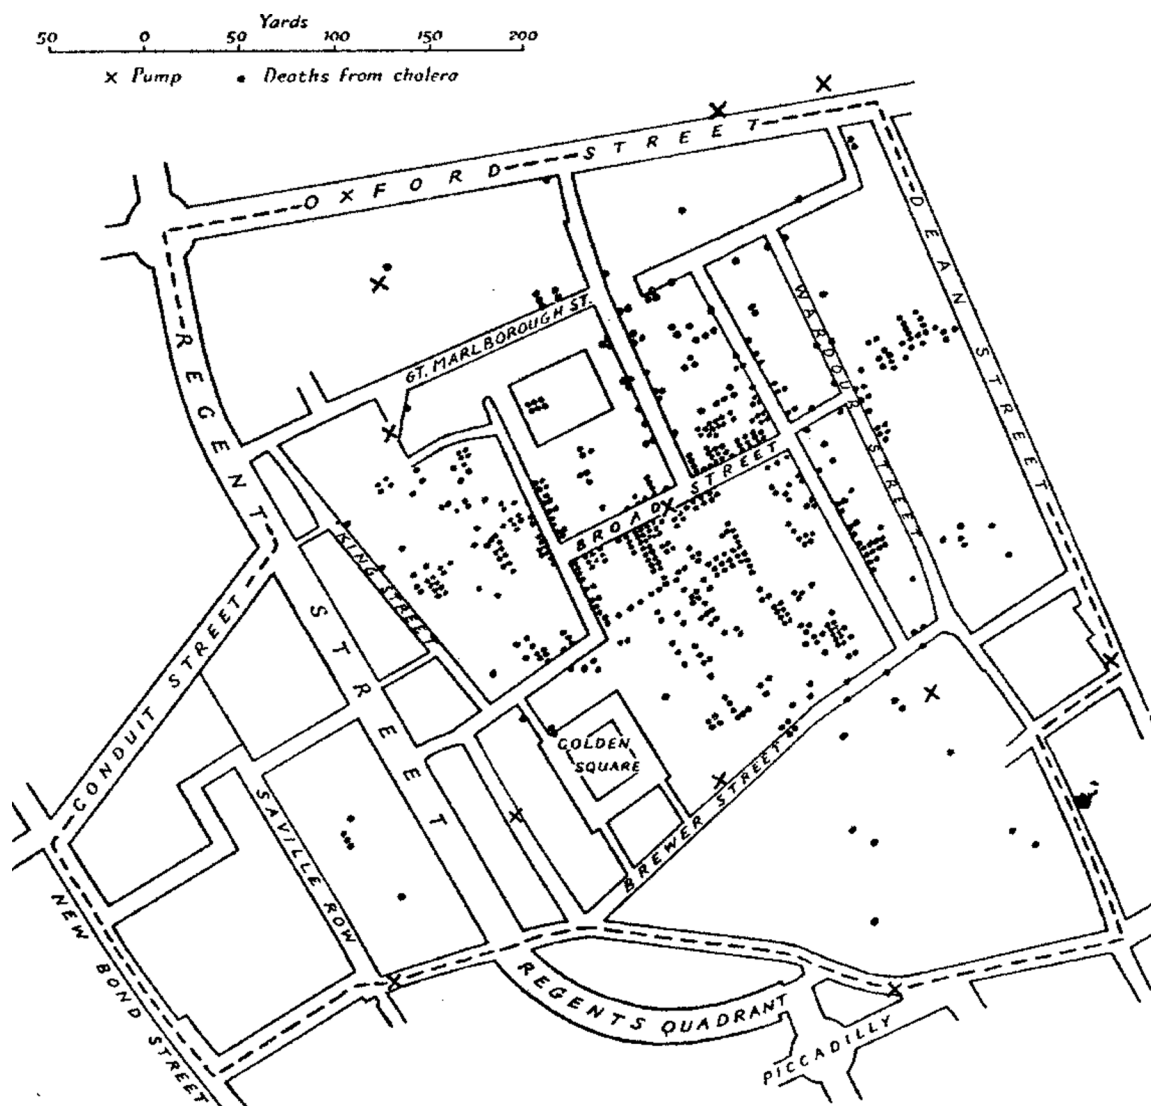 Yards
50 0 50 100 150 200
× Pump • Deaths from cholera
OXFORD STREET
REGENT STREET
GT. MARLBOROUGH ST.
WARDOUR STREET
DEAN STREET
BROAD STREET
KING STREET
CONDUIT STREET
GOLDEN
SQUARE
SAVILLE ROW
BREWER STREET
NEW BOND STREET
REGENTS QUADRANT
PICCADILLY